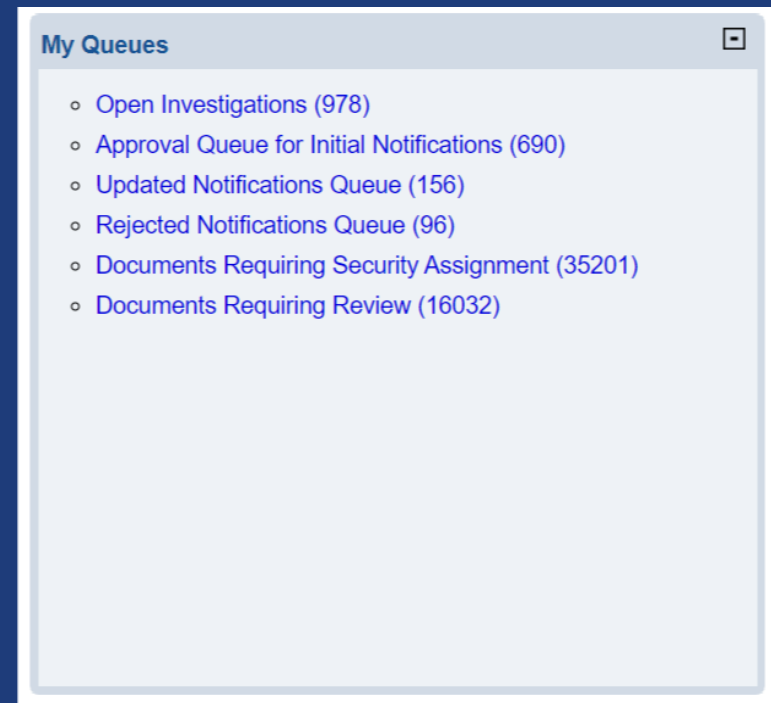 My Queues
Open Investigations (978)
Approval Queue for Initial Notifications (690)
Updated Notifications Queue (156)
Rejected Notifications Queue (96)
Documents Requiring Security Assignment (35201)
Documents Requiring Review (16032)